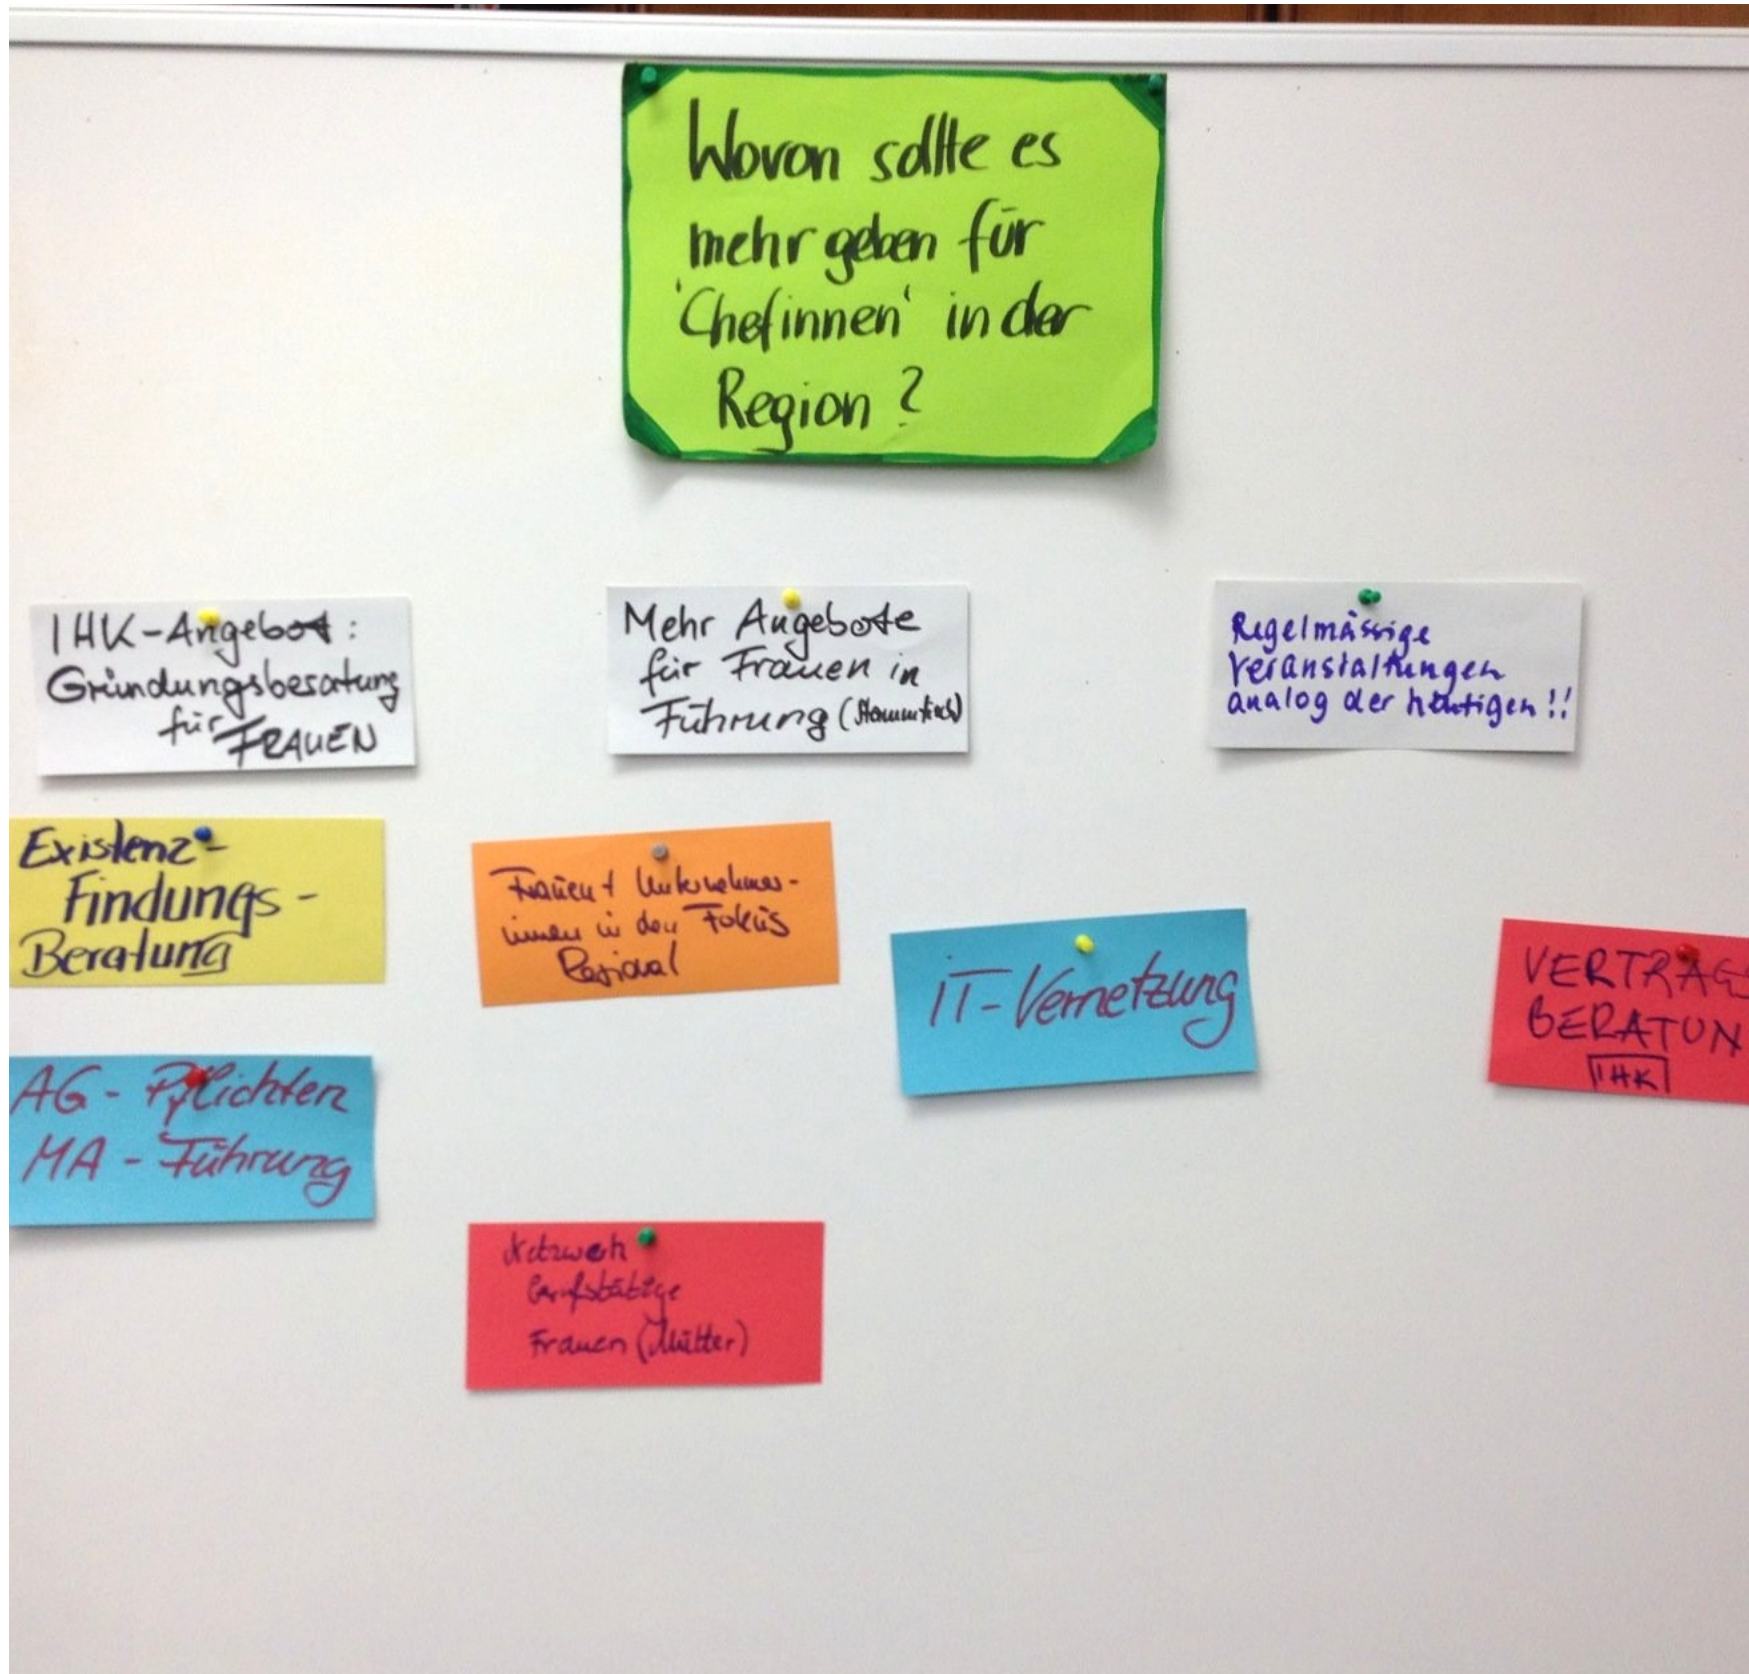 Wovon sollte es
mehr geben für
'Chefinnen' in der
Region?
IHK-Angebot:
Gründungsberatung
für FRAUEN
Mehr Angebote
für Frauen in
Führung (Stammtisch)
Regelmässige
Veranstaltungen
analog der heutigen!!
Existenz-
Findungs-
Beratung
Frauen + Unternehmer-
innen in den Fokus
Regional
IT-Vernetzung
VERTRAGS
BERATUN
IHK
AG-Pflichten
MA-Führung
Netzwerk
berufstätige
Frauen (Mütter)